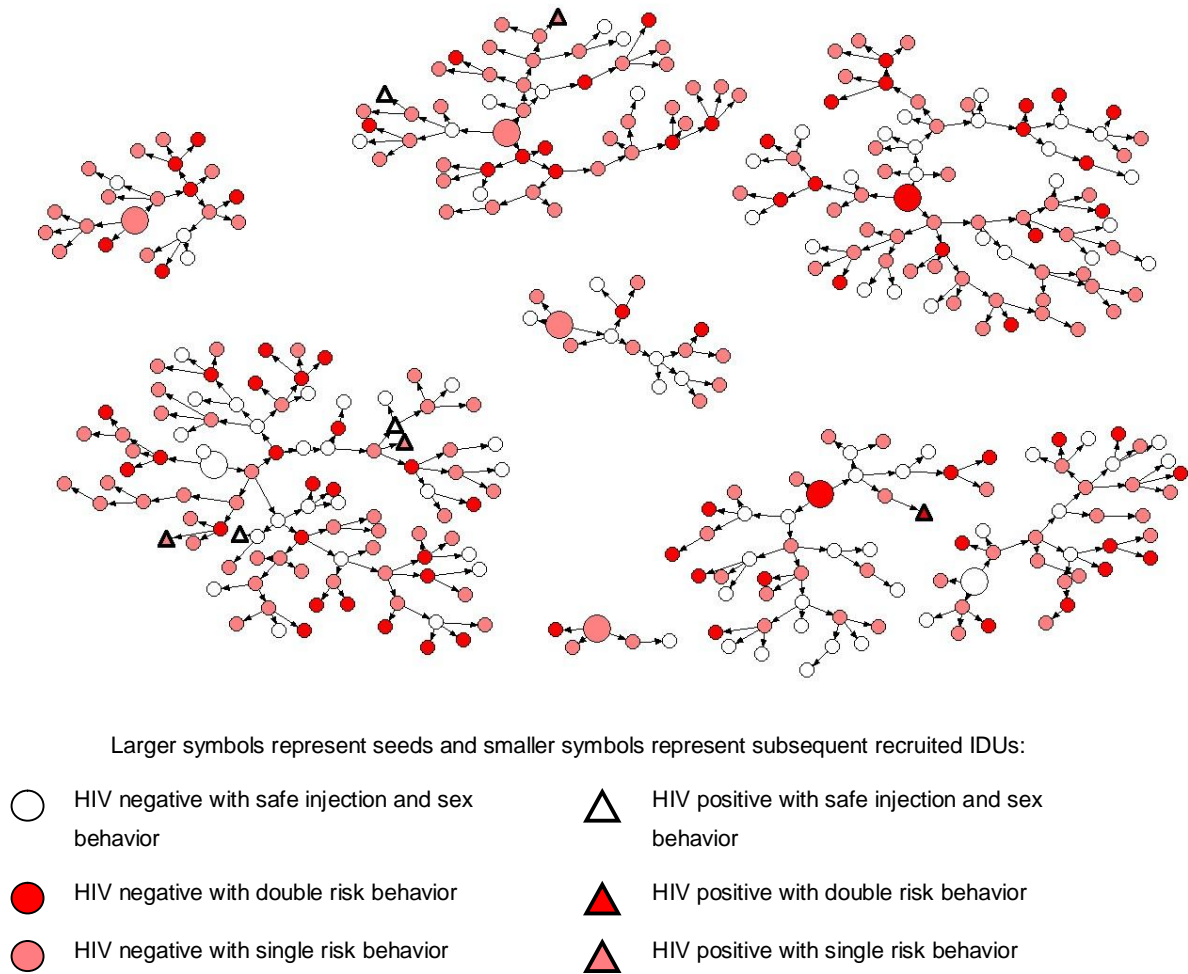 Larger symbols represent seeds and smaller symbols represent subsequent recruited IDUs:
HIV negative with safe injection and sex
behavior
HIV positive with safe injection and sex
behavior
HIV negative with double risk behavior
HIV positive with double risk behavior
HIV negative with single risk behavior
HIV positive with single risk behavior